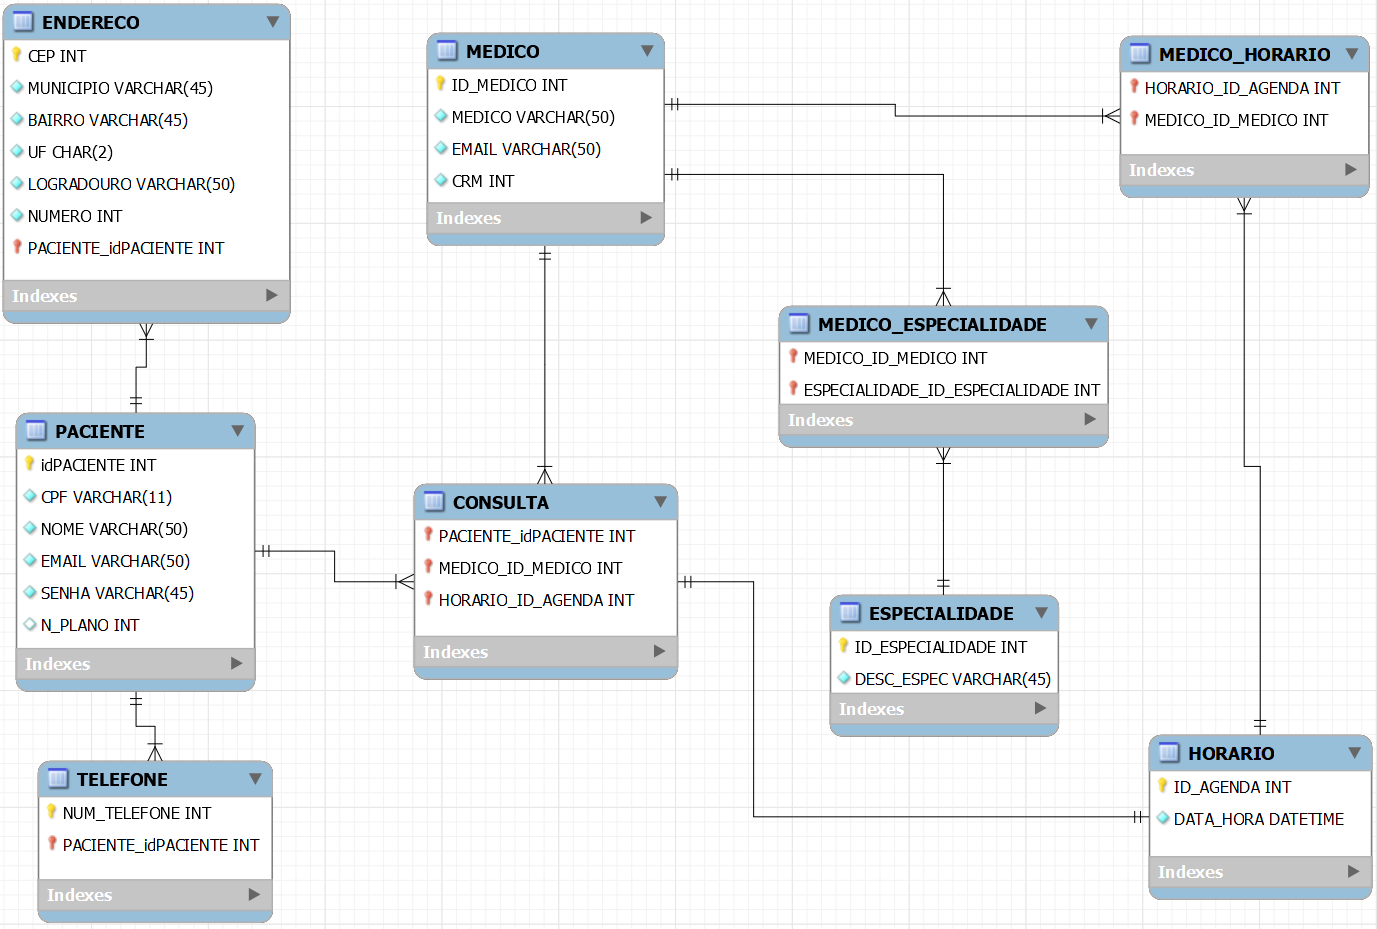 ENDERECO
CEP INT
MUNICIPIO VARCHAR(45)
BAIRRO VARCHAR(45)
UF CHAR(2)
LOGRADOURO VARCHAR(50)
NUMERO INT
PACIENTE_idPACIENTE INT
Indexes
MEDICO
ID_MEDICO INT
MEDICO VARCHAR(50)
EMAIL VARCHAR(50)
CRM INT
Indexes
MEDICO_HORARIO
HORARIO_ID_AGENDA INT
MEDICO_ID_MEDICO INT
Indexes
MEDICO_ESPECIALIDADE
MEDICO_ID_MEDICO INT
ESPECIALIDADE_ID_ESPECIALIDADE INT
Indexes
PACIENTE
idPACIENTE INT
CPF VARCHAR(11)
NOME VARCHAR(50)
EMAIL VARCHAR(50)
SENHA VARCHAR(45)
N_PLANO INT
Indexes
CONSULTA
PACIENTE_idPACIENTE INT
MEDICO_ID_MEDICO INT
HORARIO_ID_AGENDA INT
Indexes
ESPECIALIDADE
ID_ESPECIALIDADE INT
DESC_ESPEC VARCHAR(45)
Indexes
TELEFONE
NUM_TELEFONE INT
PACIENTE_idPACIENTE INT
Indexes
HORARIO
ID_AGENDA INT
DATA_HORA DATETIME
Indexes